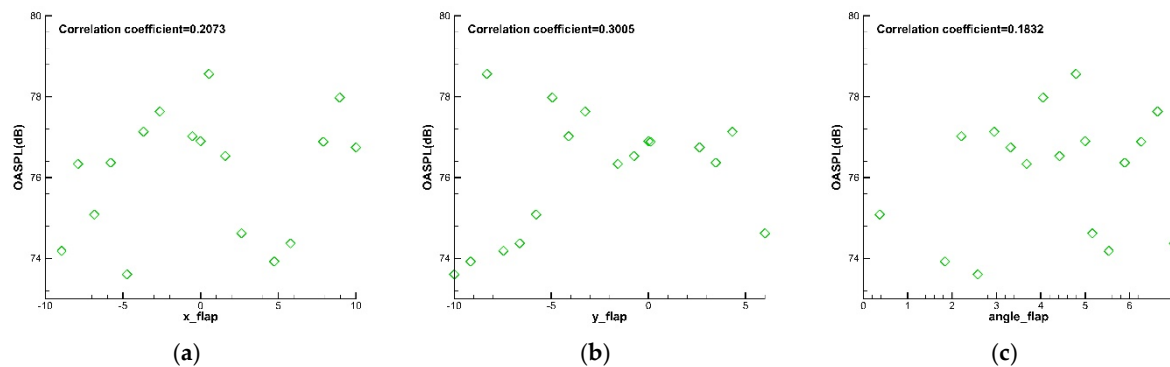 80
Correlation coefficient=0.2073
78
76
74
OASPL(dB)
-10
-5
0
5
10
x_flap
(a)
80
Correlation coefficient=0.3005
78
76
74
OASPL(dB)
-10
-5
0
y_flap
(b)
80
Correlation coefficient=0.1832
78
76
74
OASPL(dB)
0
1
2
3
4
5
6
angle_flap
(c)